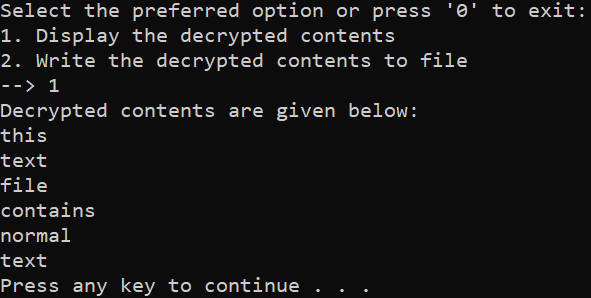 Select the preferred option or press '0' to exit:
1. Display the decrypted contents
2. Write the decrypted contents to file
--> 1
Decrypted contents are given below:
this
text
file
contains
normal
text
Press any key to continue . . .